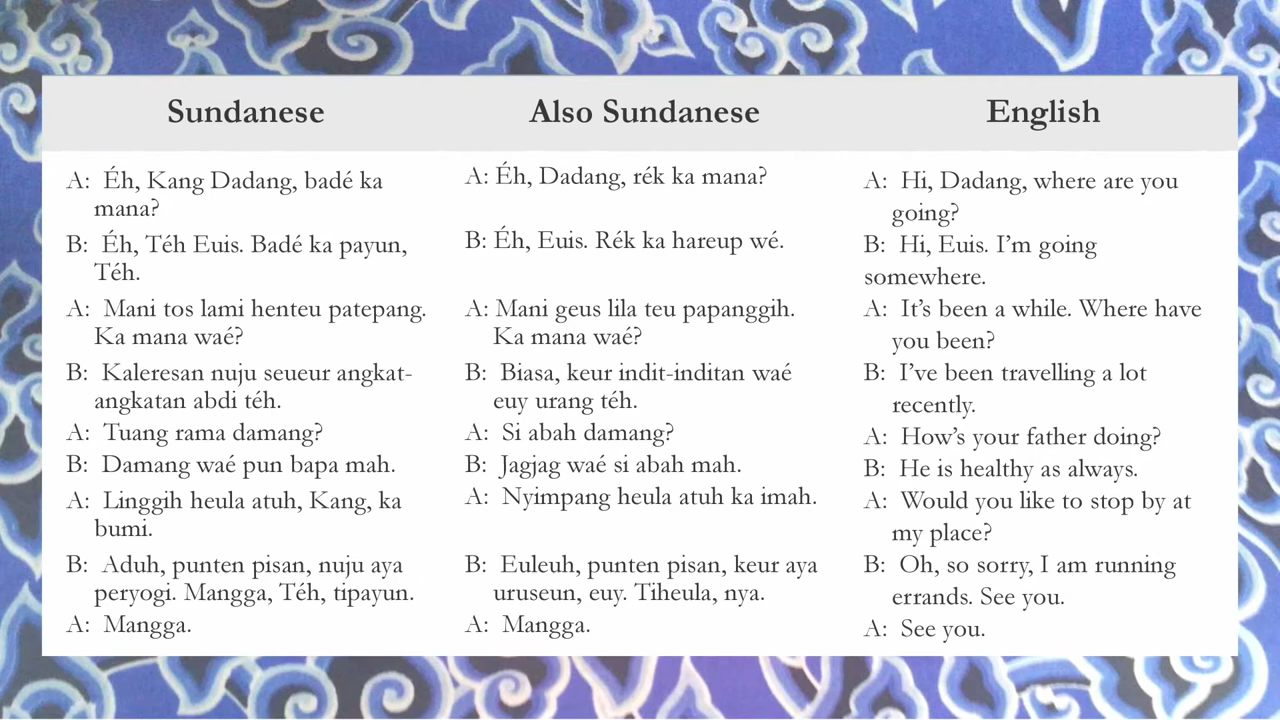 Sundanese
A: Éh, Kang Dadang, badé ka
mana?
B: Éh, Téh Euis. Badé ka payun,
Téh.
A: Mani tos lami henteu patepang.
Ka mana waé?
B: Kaleresan nuju seueur angkat-
angkatan abdi téh.
A: Tuang rama damang?
B: Damang waé pun bapa mah.
A: Linggih heula atuh, Kang, ka
bumi.
B: Aduh, punten pisan, nuju aya
peryogi. Mangga, Téh, tipayun.
A: Mangga.
Also Sundanese
A: Éh, Dadang, rék ka mana?
B: Éh, Euis. Rék ka hareup wé.
A: Mani geus lila teu papanggih.
Ka mana waé?
B: Biasa, keur indit-inditan waé
euy urang téh.
A: Si abah damang?
B: Jagjag waé si abah mah.
A: Nyimpang heula atuh ka imah.
B: Euleuh, punten pisan, keur aya
uruseun, euy. Tiheula, nya.
A: Mangga.
English
A: Hi, Dadang, where are you
going?
B: Hi, Euis. I’m going
somewhere.
A: It’s been a while. Where have
you been?
B: I’ve been travelling a lot
recently.
A: How’s your father doing?
B: He is healthy as always.
A: Would you like to stop by at
my place?
B: Oh, so sorry, I am running
errands. See you.
A: See you.